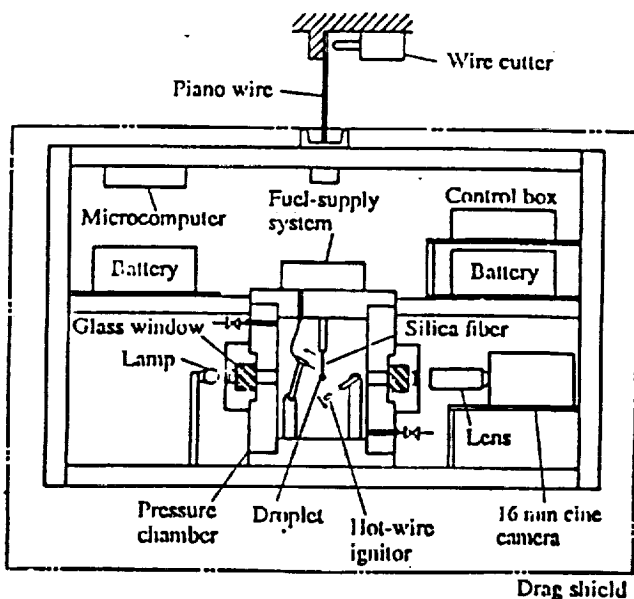 Wire cutter
Piano wire
Microcomputer
Fuel-supply
system
Control box
Battery
Battery
Glass window
Lamp
Silica fiber
Lens
Pressure
chamber
Droplet
Hot-wire
ignitor
16 mm cine
camera
Drag shield